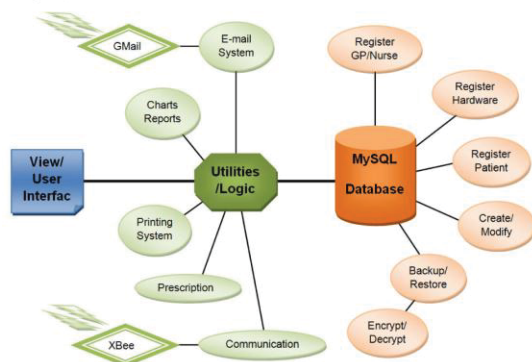 GMail
E-mail
System
Register
GP/Nurse
Charts
Reports
Register
Hardware
View/
User
Interfac
Utilities
/Logic
MySQL
Database
Register
Patient
Printing
System
Create/
Modify
Prescription
Backup/
Restore
XBee
Communication
Encrypt/
Decrypt